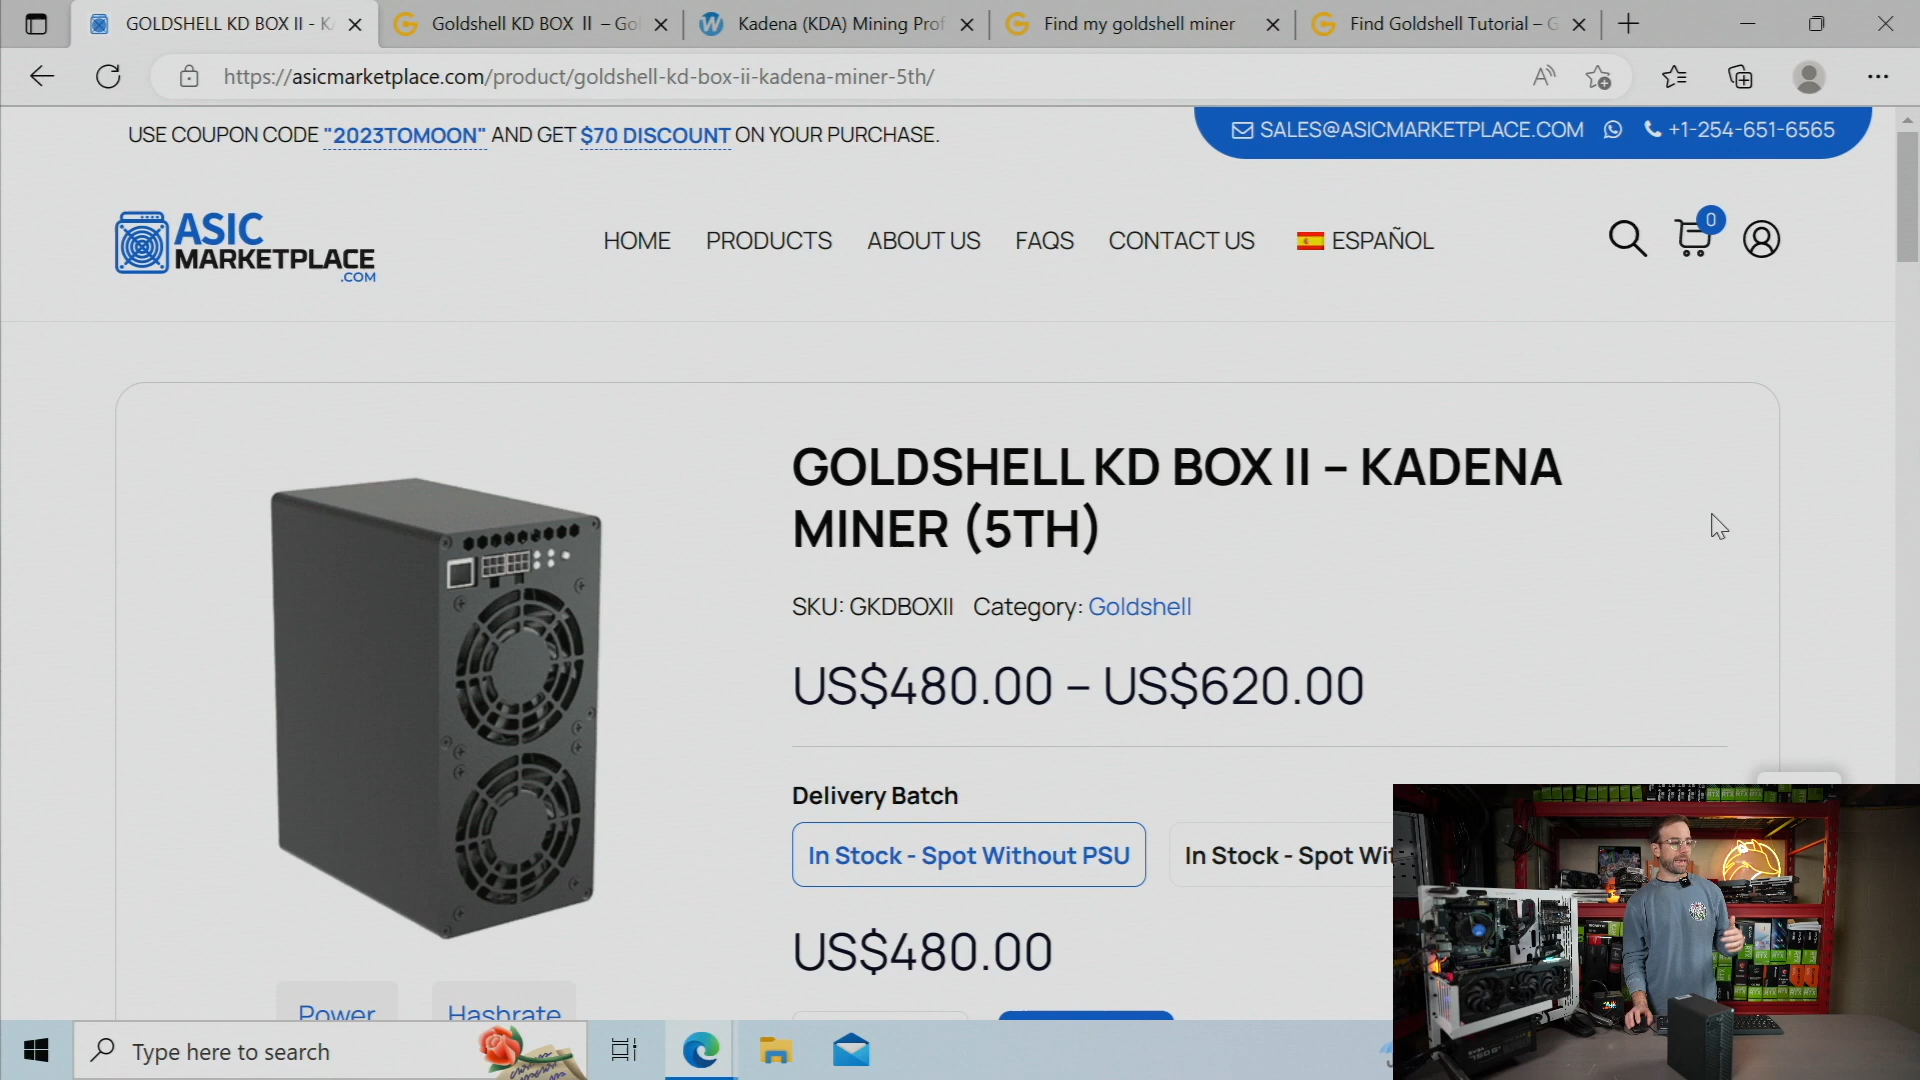 GOLDSHELL KD BOX II - K
Goldshell KD BOX II – Go
Kadena (KDA) Mining Prof
Find my goldshell miner
Find Goldshell Tutorial – G
https://asicmarketplace.com/product/goldshell-kd-box-ii-kadena-miner-5th/
USE COUPON CODE "2023TOMOON" AND GET $70 DISCOUNT ON YOUR PURCHASE.
SALES@ASICMARKETPLACE.COM
+1-254-651-6565
ASIC
MARKETPLACE
.COM
HOME
PRODUCTS
ABOUT US
FAQS
CONTACT US
ESPAÑOL
0
GOLDSHELL KD BOX II – KADENA
MINER (5TH)
SKU: GKDBOXII Category: Goldshell
US$480.00 – US$620.00
Delivery Batch
In Stock - Spot Without PSU
In Stock - Spot Wit
US$480.00
Power
Hashrate
Type here to search